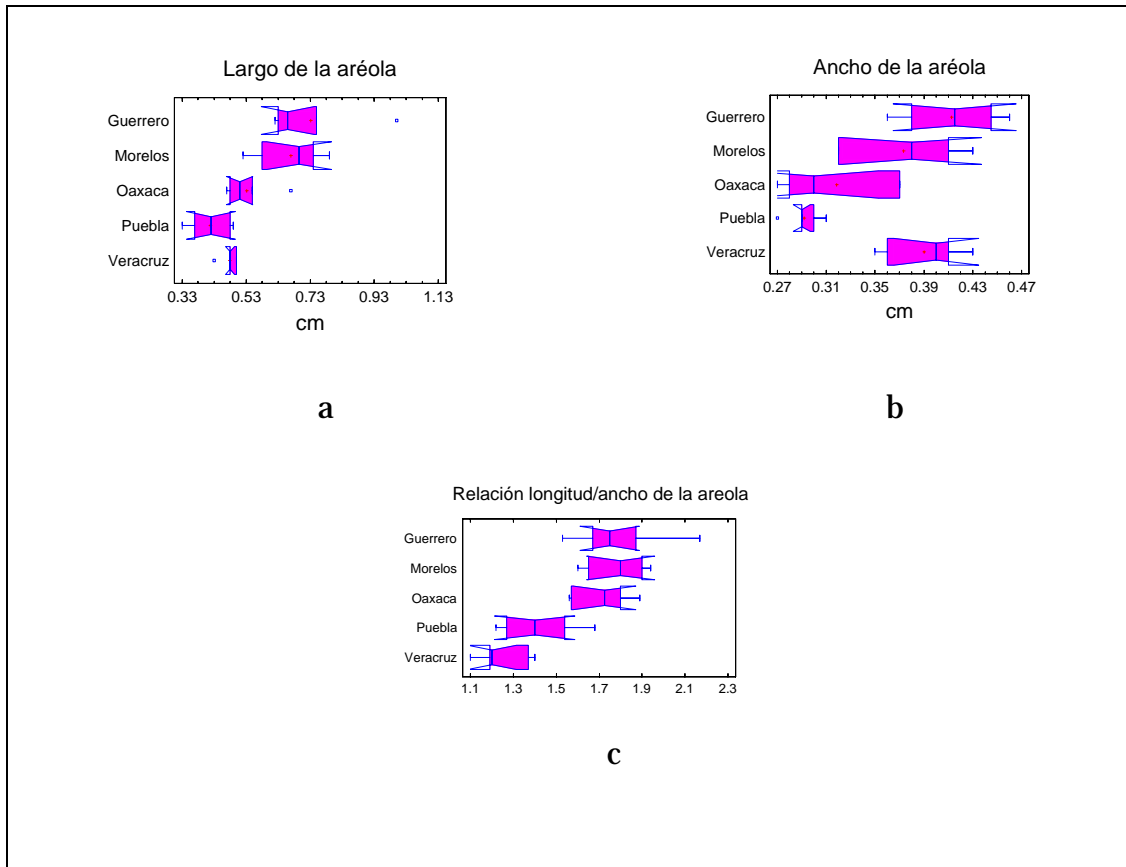 Largo de la aréola
Guerrero
Morelos
Oaxaca
Puebla
Veracruz
0.33 0.53 0.73 0.93 1.13
cm
a
Ancho de la aréola
Guerrero
Morelos
Oaxaca
Puebla
Veracruz
0.27 0.31 0.35 0.39 0.43 0.47
cm
b
Relación longitud/ancho de la areola
Guerrero
Morelos
Oaxaca
Puebla
Veracruz
1.1 1.3 1.5 1.7 1.9 2.1 2.3
c